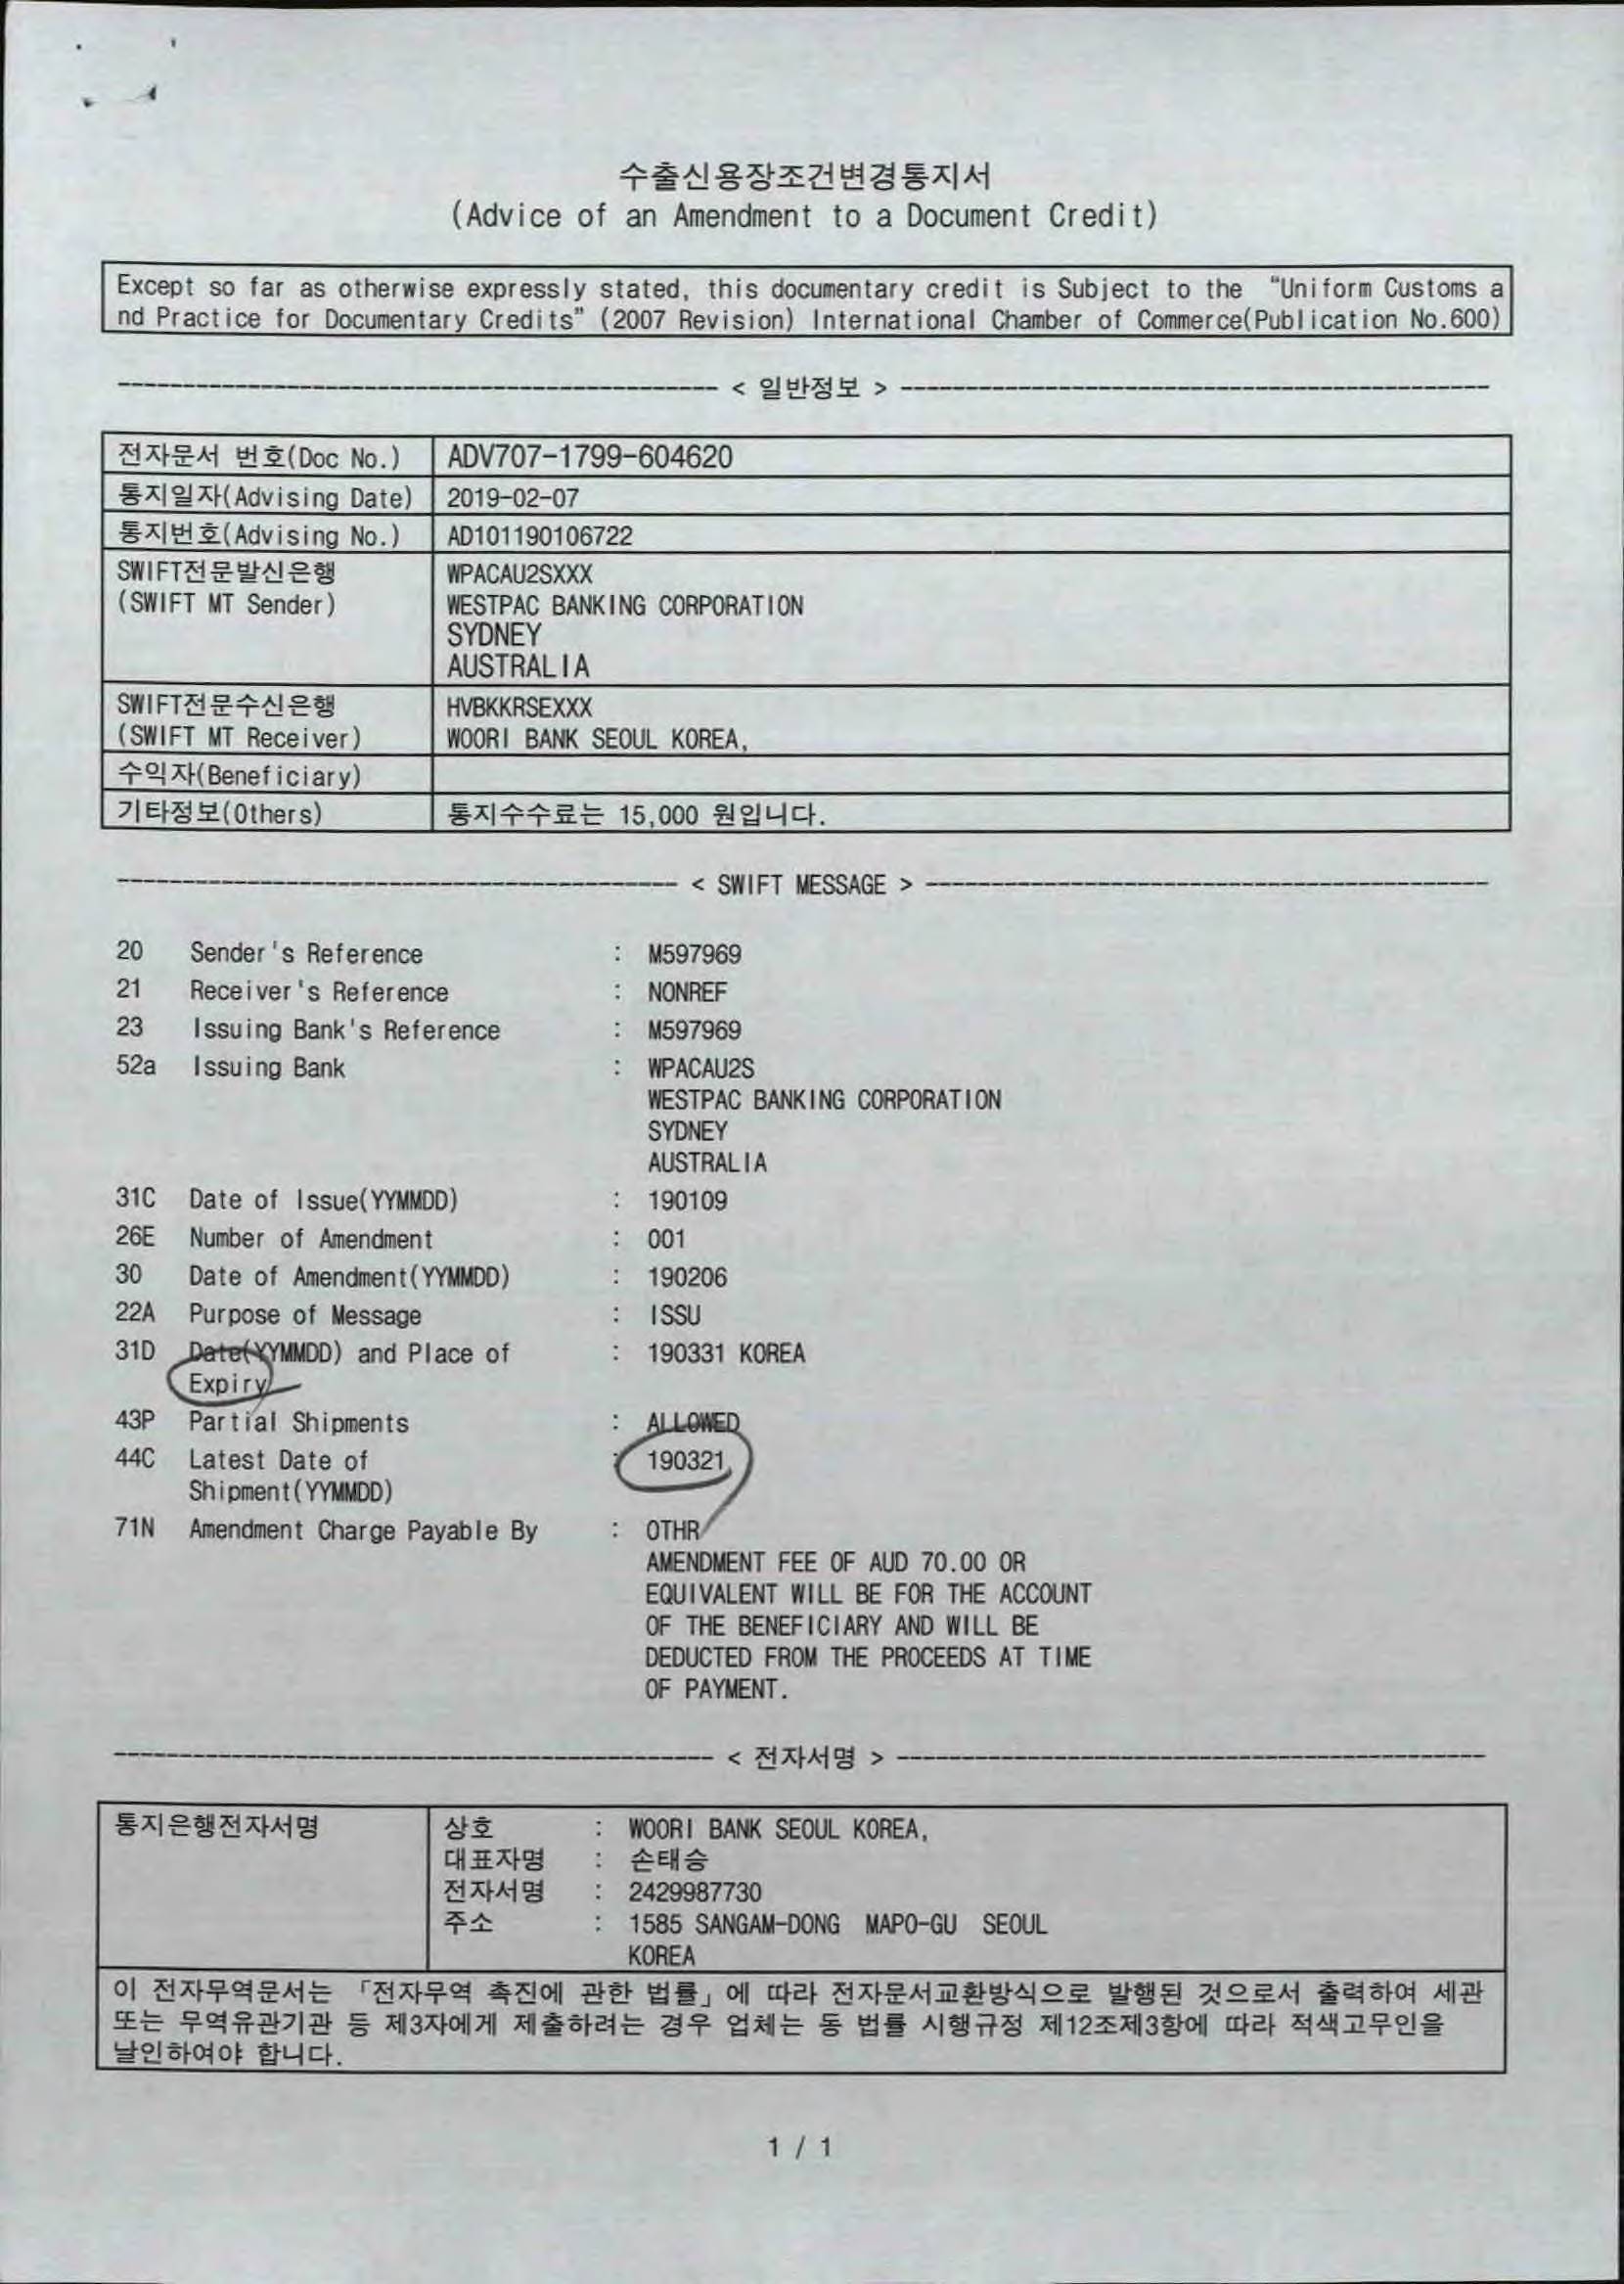 수출신용장조건변경통지서
(Advice of an Amendment to a Document Credit)
Except so far as otherwise expressly stated, this documentary credit is Subject to the “Uniform Customs a
nd Practice for Documentary Credits” (2007 Revision) International Chamber of Commerce(Publication No.600)
< 일반정보 >
전자문서 번호(Doc No.) ADV707-1799-604620
통지일자(Advising Date) 2019-02-07
통지번호(Advising No.) AD101190106722
SWIFT전문발신은행 WPACAU2SXXX
(SWIFT MT Sender) WESTPAC BANKING CORPORATION
SYDNEY
AUSTRALIA
SWIFT전문수신은행 HVBKKRSEXXX
(SWIFT MT Receiver) WOORI BANK SEOUL KOREA,
수익자(Beneficiary)
기타정보(Others) 통지수수료는 15,000 원입니다.
< SWIFT MESSAGE >
20 Sender's Reference : M597969
21 Receiver's Reference : NONREF
23 Issuing Bank's Reference : M597969
52a Issuing Bank : WPACAU2S
WESTPAC BANKING CORPORATION
SYDNEY
AUSTRALIA
31C Date of Issue(YYMMDD) : 190109
26E Number of Amendment : 001
30 Date of Amendment(YYMMDD) : 190206
22A Purpose of Message : ISSU
31D Date(YYMMDD) and Place of : 190331 KOREA
Expiry
43P Partial Shipments : ALLOWED
44C Latest Date of : 190321
Shipment(YYMMDD)
71N Amendment Charge Payable By : OTHR
AMENDMENT FEE OF AUD 70.00 OR
EQUIVALENT WILL BE FOR THE ACCOUNT
OF THE BENEFICIARY AND WILL BE
DEDUCTED FROM THE PROCEEDS AT TIME
OF PAYMENT.
< 전자서명 >
통지은행전자서명 상호 : WOORI BANK SEOUL KOREA,
대표자명 : 손태승
전자서명 : 2429987730
주소 : 1585 SANGAM-DONG MAPO-GU SEOUL
KOREA
이 전자무역문서는 「전자무역 촉진에 관한 법률」에 따라 전자문서교환방식으로 발행된 것으로서 출력하여 세관
또는 무역유관기관 등 제3자에게 제출하려는 경우 업체는 동 법률 시행규정 제12조제3항에 따라 적색고무인을
날인하여야 합니다.
1 / 1